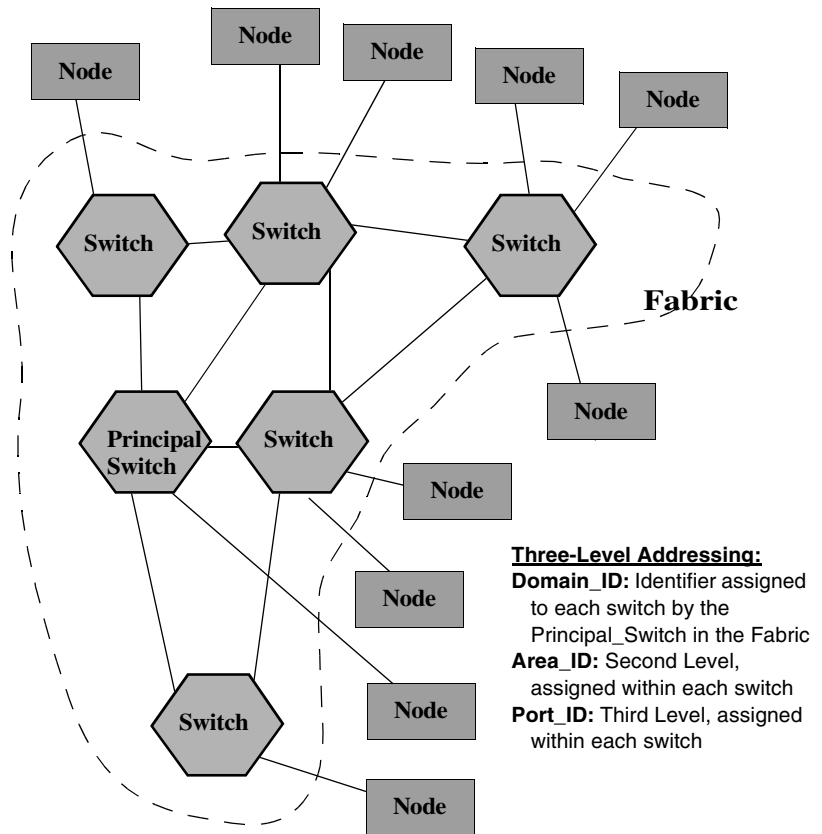 Node
Node
Node
Node
Node
Switch
Switch
Switch
Fabric
Node
Principal
Switch
Switch
Node
Node
Three-Level Addressing:
Domain_ID: Identifier assigned
to each switch by the
Principal_Switch in the Fabric
Area_ID: Second Level,
assigned within each switch
Port_ID: Third Level, assigned
within each switch
Node
Switch
Node